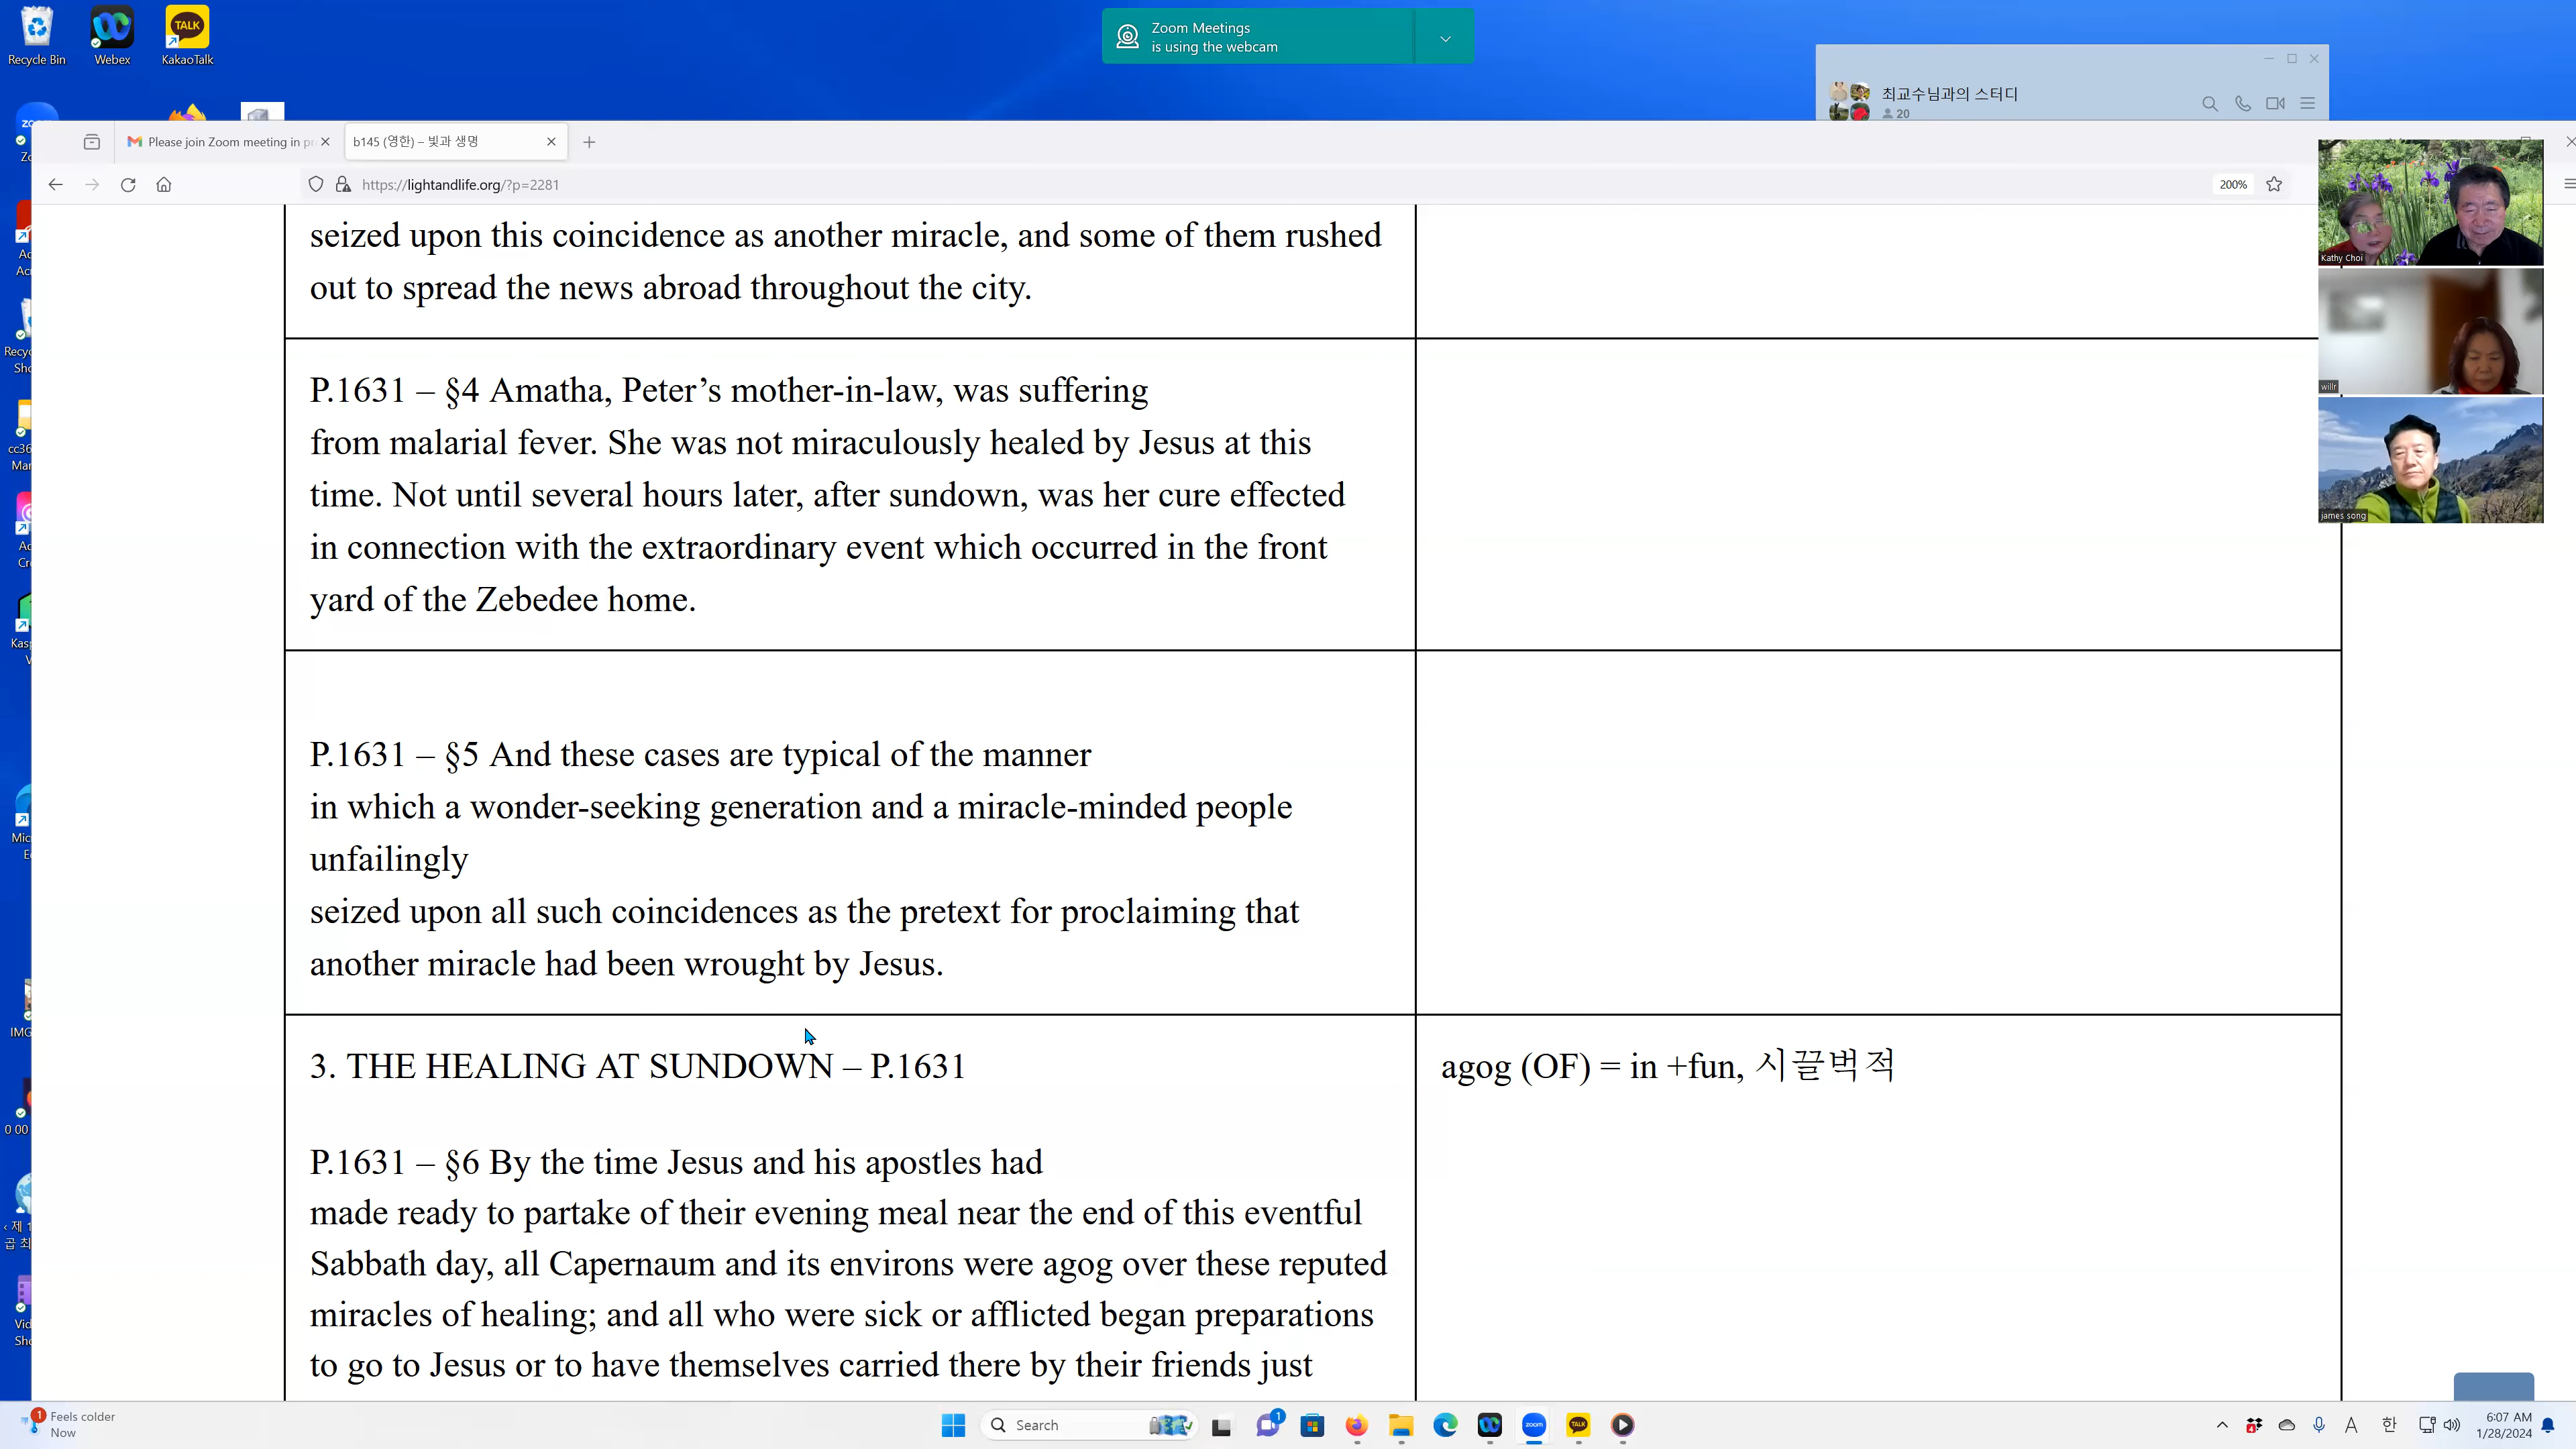 Recycle Bin
Webex
KakaoTalk
TALK
Zoom Meetings
is using the webcam
최교수님과의 스터디
20
Please join Zoom meeting in pr
b145 (영한) – 빛과 생명
https://lightandlife.org/?p=2281
200%
seized upon this coincidence as another miracle, and some of them rushed
out to spread the news abroad throughout the city.
P.1631 – §4 Amatha, Peter’s mother-in-law, was suffering
from malarial fever. She was not miraculously healed by Jesus at this
time. Not until several hours later, after sundown, was her cure effected
in connection with the extraordinary event which occurred in the front
yard of the Zebedee home.
P.1631 – §5 And these cases are typical of the manner
in which a wonder-seeking generation and a miracle-minded people
unfailingly
seized upon all such coincidences as the pretext for proclaiming that
another miracle had been wrought by Jesus.
3. THE HEALING AT SUNDOWN – P.1631
agog (OF) = in +fun, 시끌벅적
P.1631 – §6 By the time Jesus and his apostles had
made ready to partake of their evening meal near the end of this eventful
Sabbath day, all Capernaum and its environs were agog over these reputed
miracles of healing; and all who were sick or afflicted began preparations
to go to Jesus or to have themselves carried there by their friends just
Kathy Choi
willr
james song
1
Feels colder
Now
Search
1
zoom
TALK
A
한
6:07 AM
1/28/2024